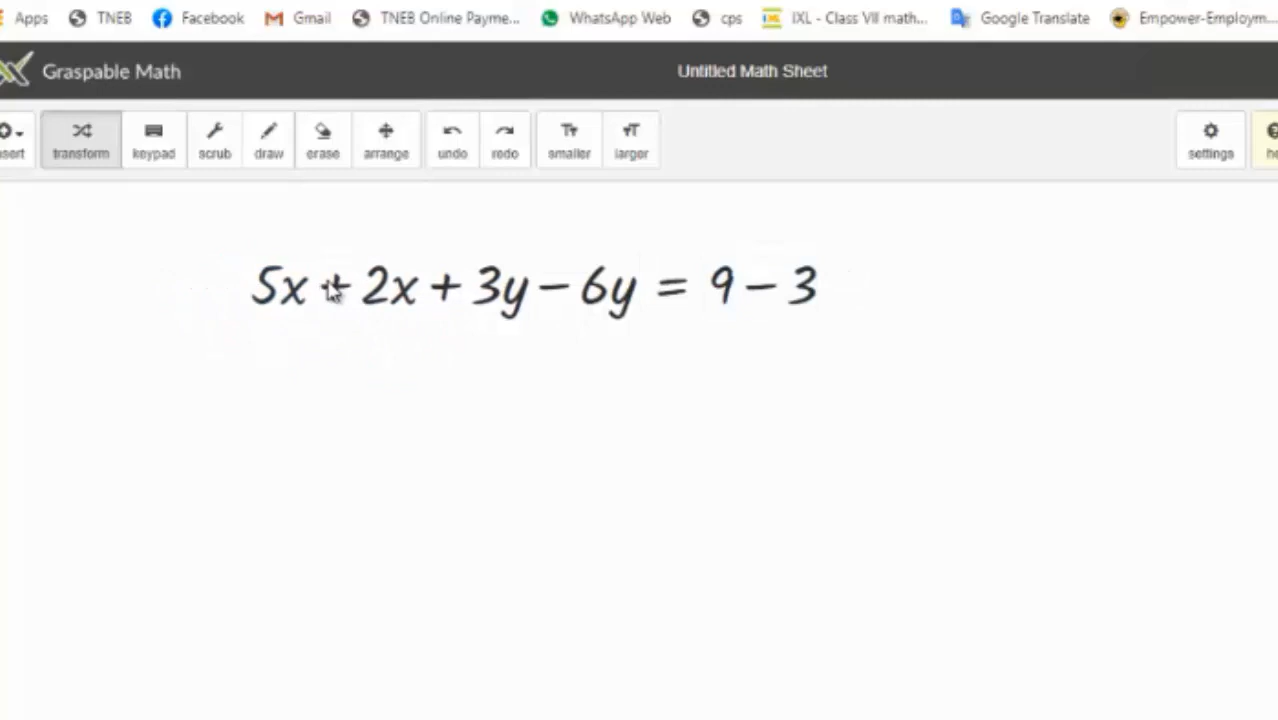 Apps TNEB Facebook Gmail TNEB Online Payme... WhatsApp Web cps IXL - Class VII math... Google Translate Empower-Employm...
Graspable Math Untitled Math Sheet
transform keypad scrub draw erase arrange undo redo smaller larger settings
5x + 2x + 3y − 6y = 9 − 3